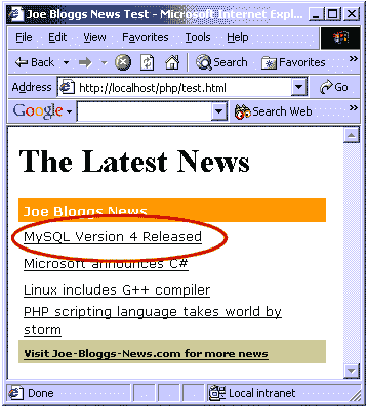 Joe Bloggs News Test - Microsoft Internet Expl...
File Edit View Favorites Tools Help »
Back Search Favorites »
Address http://localhost/php/test.html Go
Google Search Web »
The Latest News
Joe Bloggs News
MySQL Version 4 Released
Microsoft announces C#
Linux includes G++ compiler
PHP scripting language takes world by
storm
Visit Joe-Bloggs-News.com for more news
Done Local intranet